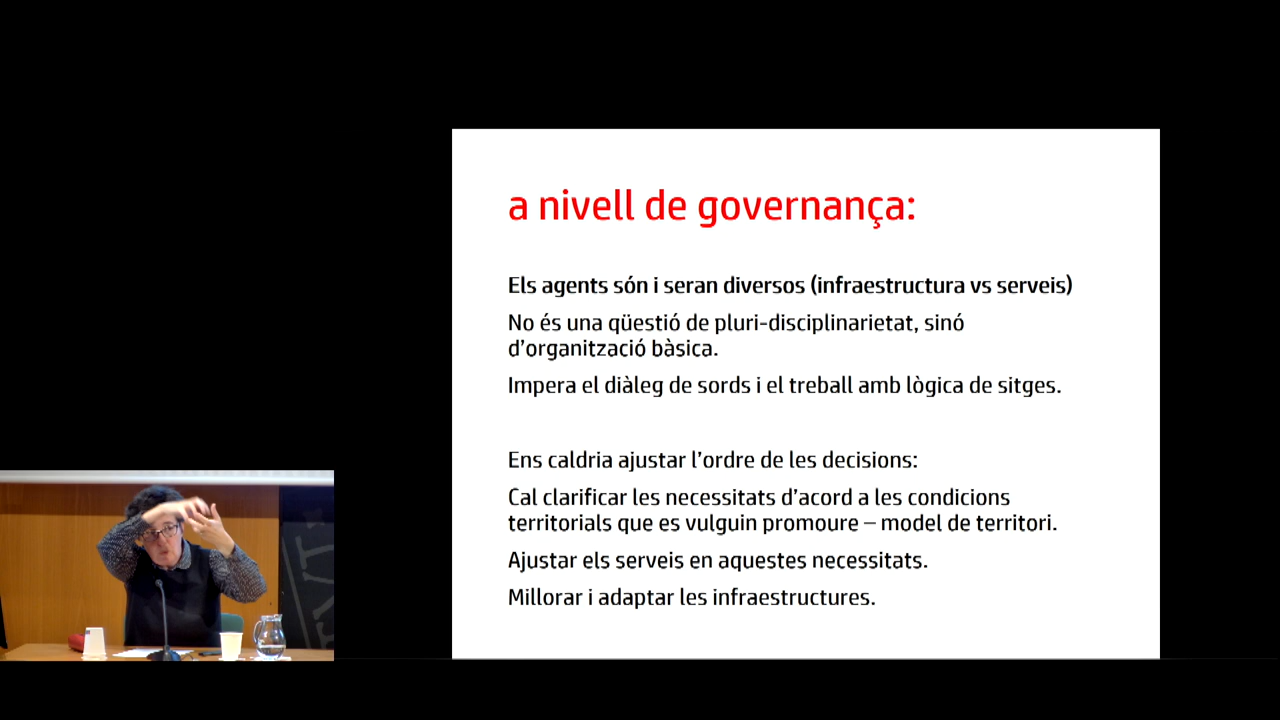 a nivell de governança:
Els agents són i seran diversos (infraestructura vs serveis)
No és una qüestió de pluri-disciplinarietat, sinó
d'organització bàsica.
Impera el diàleg de sords i el treball amb lògica de sitges.
Ens caldria ajustar l'ordre de les decisions:
Cal clarificar les necessitats d'acord a les condicions
territorials que es vulguin promoure – model de territori.
Ajustar els serveis en aquestes necessitats.
Millorar i adaptar les infraestructures.